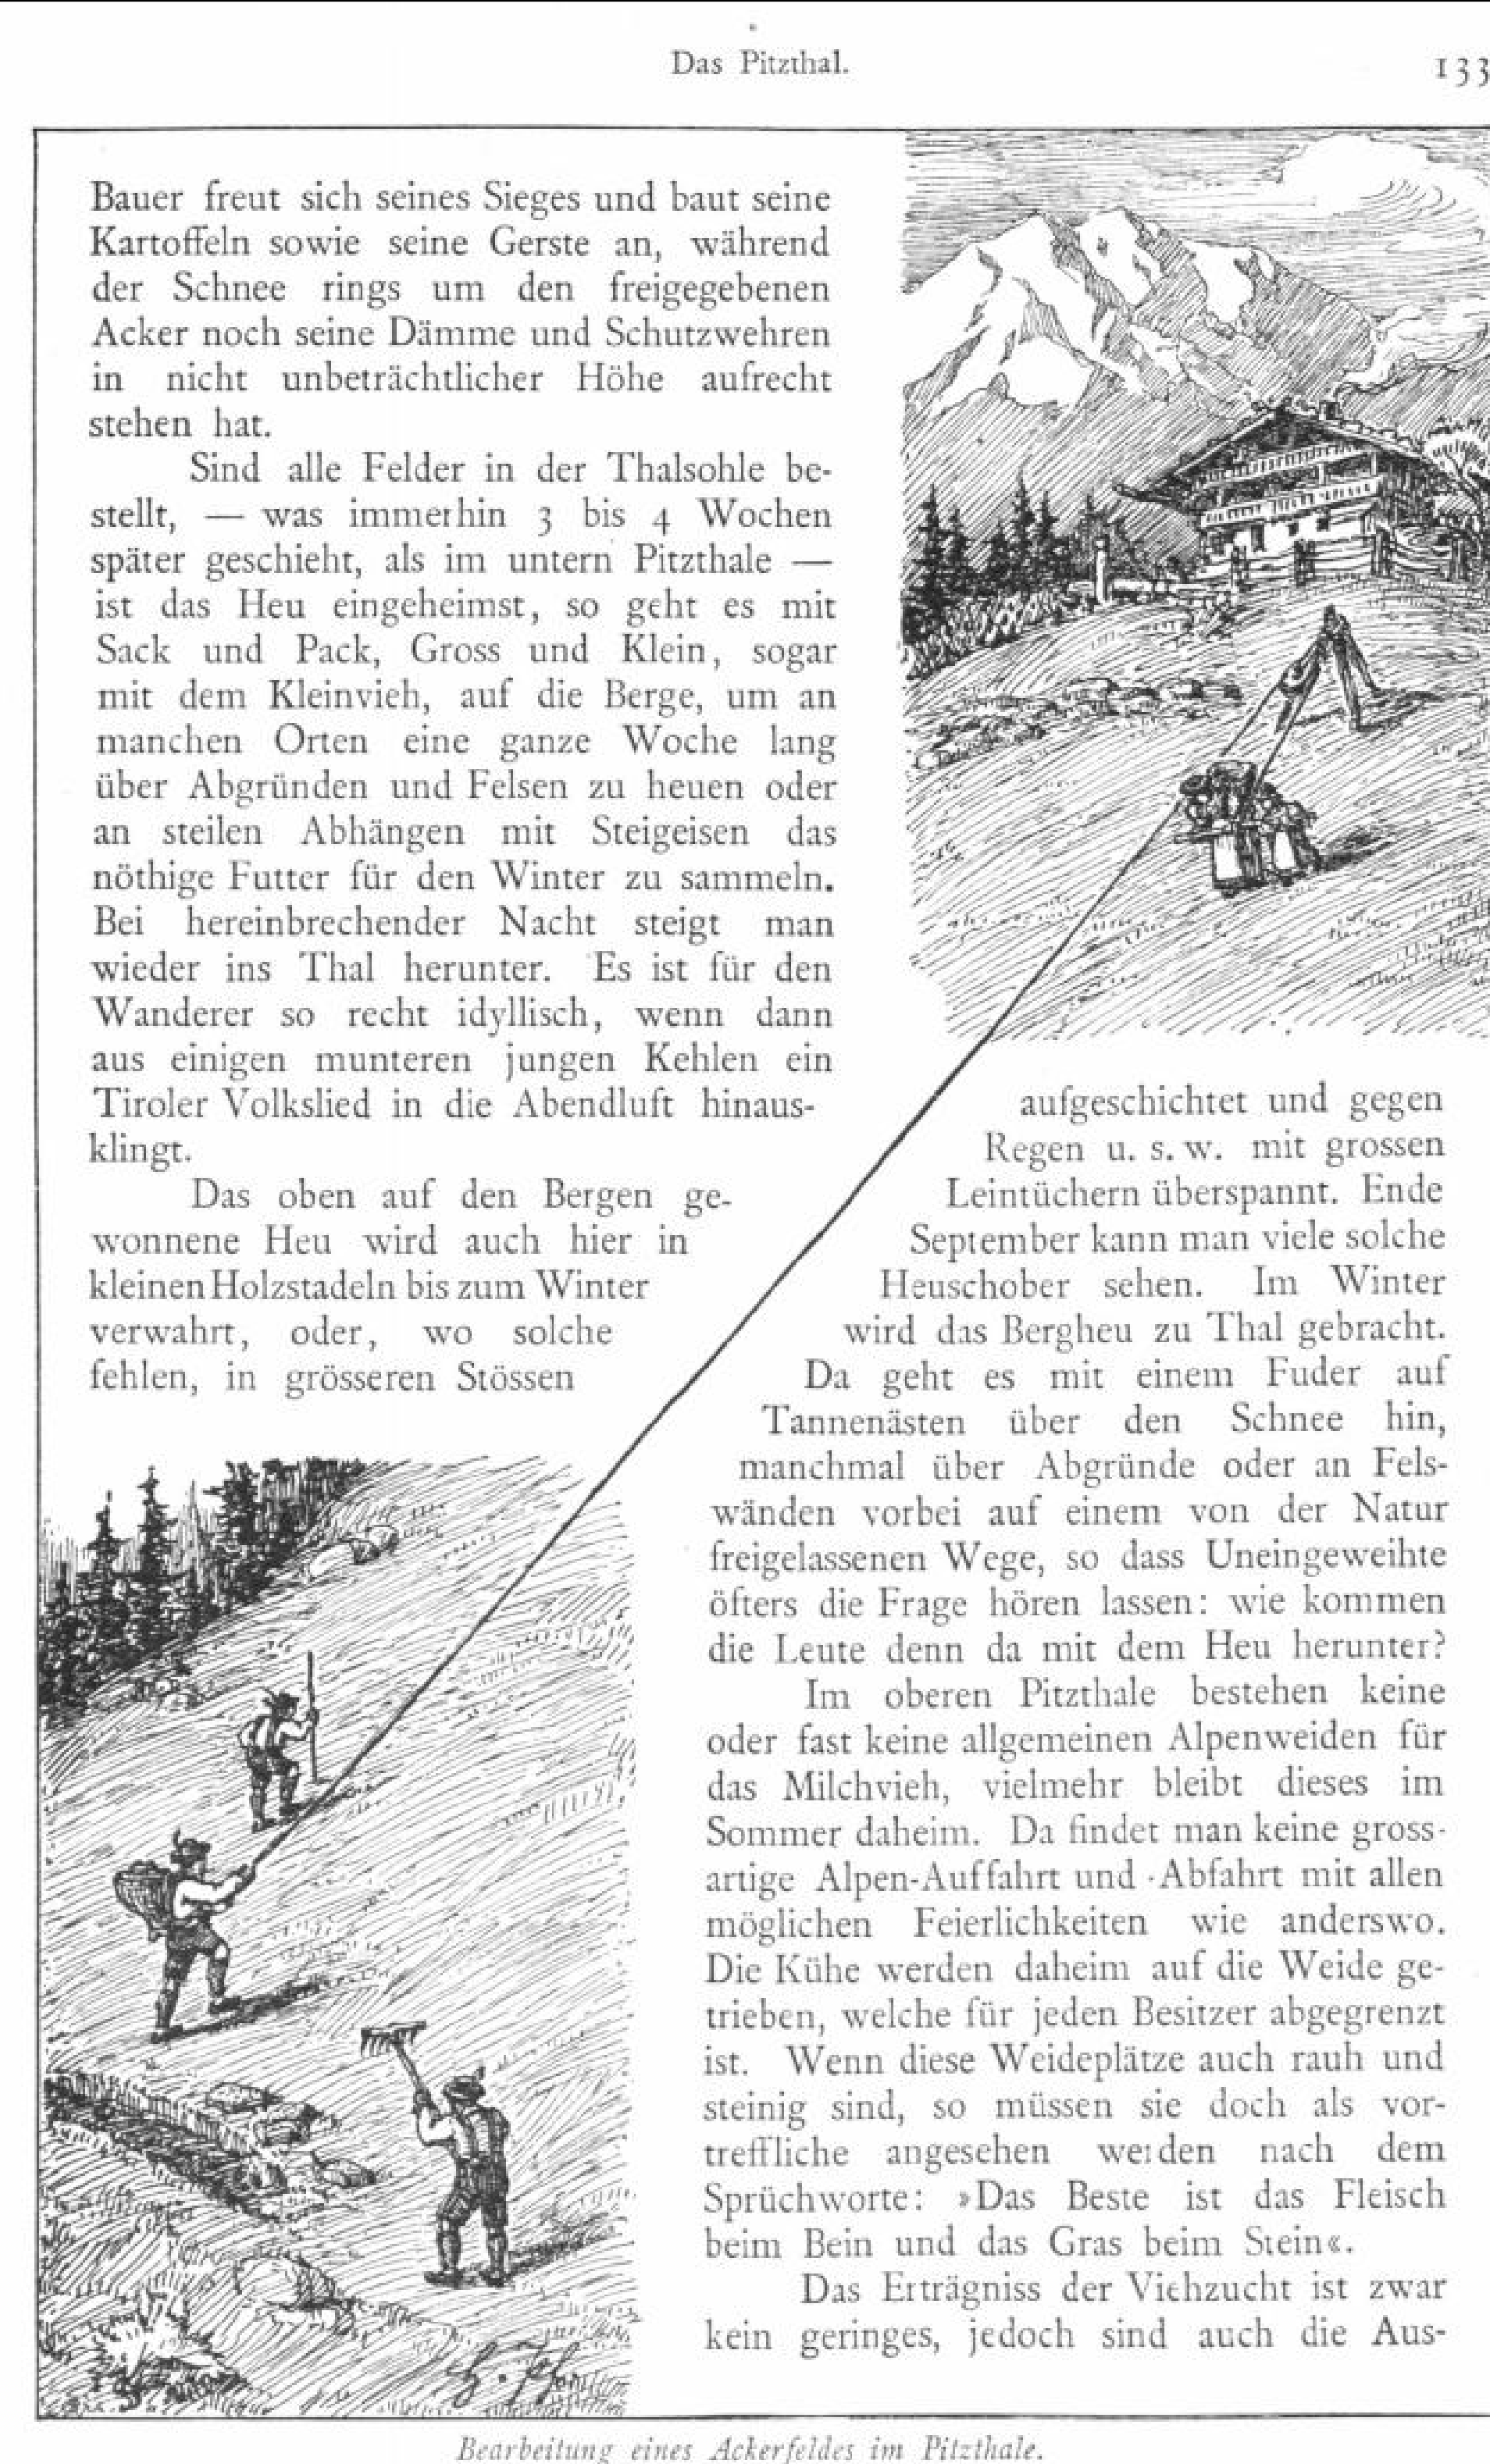 Das Pitzthal.
133
Bauer freut sich seines Sieges und baut seine
Kartoffeln sowie seine Gerste an, während
der Schnee rings um den freigegebenen
Acker noch seine Dämme und Schutzwehren
in nicht unbeträchtlicher Höhe aufrecht
stehen hat.
Sind alle Felder in der Thalsohle be-
stellt, — was immerhin 3 bis 4 Wochen
später geschieht, als im untern Pitzthale —
ist das Heu eingeheimst, so geht es mit
Sack und Pack, Gross und Klein, sogar
mit dem Kleinvieh, auf die Berge, um an
manchen Orten eine ganze Woche lang
über Abgründen und Felsen zu heuen oder
an steilen Abhängen mit Steigeisen das
nöthige Futter für den Winter zu sammeln.
Bei hereinbrechender Nacht steigt man
wieder ins Thal herunter. Es ist für den
Wanderer so recht idyllisch, wenn dann
aus einigen munteren jungen Kehlen ein
Tiroler Volkslied in die Abendluft hinaus-
klingt.
Das oben auf den Bergen ge-
wonnene Heu wird auch hier in
kleinen Holzstadeln bis zum Winter
verwahrt, oder, wo solche
fehlen, in grösseren Stössen
aufgeschichtet und gegen
Regen u. s. w. mit grossen
Leintüchern überspannt. Ende
September kann man viele solche
Heuschober sehen. Im Winter
wird das Bergheu zu Thal gebracht.
Da geht es mit einem Fuder auf
Tannenästen über den Schnee hin,
manchmal über Abgründe oder an Fels-
wänden vorbei auf einem von der Natur
freigelassenen Wege, so dass Uneingeweihte
öfters die Frage hören lassen: wie kommen
die Leute denn da mit dem Heu herunter?
Im oberen Pitzthale bestehen keine
oder fast keine allgemeinen Alpenweiden für
das Milchvieh, vielmehr bleibt dieses im
Sommer daheim. Da findet man keine gross-
artige Alpen-Auffahrt und -Abfahrt mit allen
möglichen Feierlichkeiten wie anderswo.
Die Kühe werden daheim auf die Weide ge-
trieben, welche für jeden Besitzer abgegrenzt
ist. Wenn diese Weideplätze auch rauh und
steinig sind, so müssen sie doch als vor-
treffliche angesehen werden nach dem
Sprüchworte: »Das Beste ist das Fleisch
beim Bein und das Gras beim Stein«.
Das Erträgniss der Viehzucht ist zwar
kein geringes, jedoch sind auch die Aus-
Bearbeitung eines Ackerfeldes im Pitzthale.